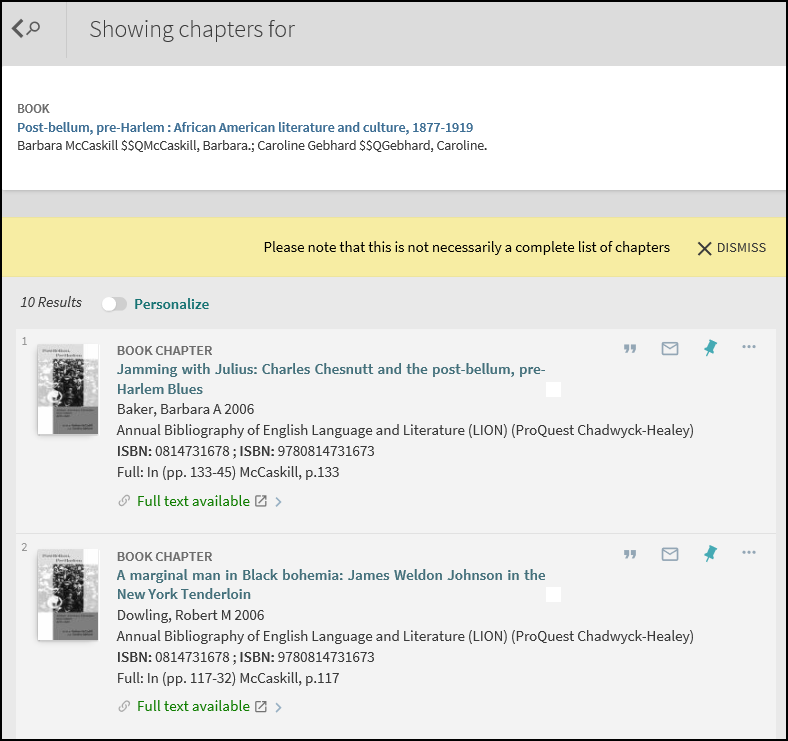 Showing chapters for
BOOK
Post-bellum, pre-Harlem : African American literature and culture, 1877-1919
Barbara McCaskill $$QMcCaskill, Barbara.; Caroline Gebhard $$QGebhard, Caroline.
Please note that this is not necessarily a complete list of chapters
DISMISS
10 Results
Personalize
1
BOOK CHAPTER
Jamming with Julius: Charles Chesnutt and the post-bellum, pre-
Harlem Blues
Baker, Barbara A 2006
Annual Bibliography of English Language and Literature (LION) (ProQuest Chadwyck-Healey)
ISBN: 0814731678 ; ISBN: 9780814731673
Full: In (pp. 133-45) McCaskill, p.133
Full text available
2
BOOK CHAPTER
A marginal man in Black bohemia: James Weldon Johnson in the
New York Tenderloin
Dowling, Robert M 2006
Annual Bibliography of English Language and Literature (LION) (ProQuest Chadwyck-Healey)
ISBN: 0814731678 ; ISBN: 9780814731673
Full: In (pp. 117-32) McCaskill, p.117
Full text available